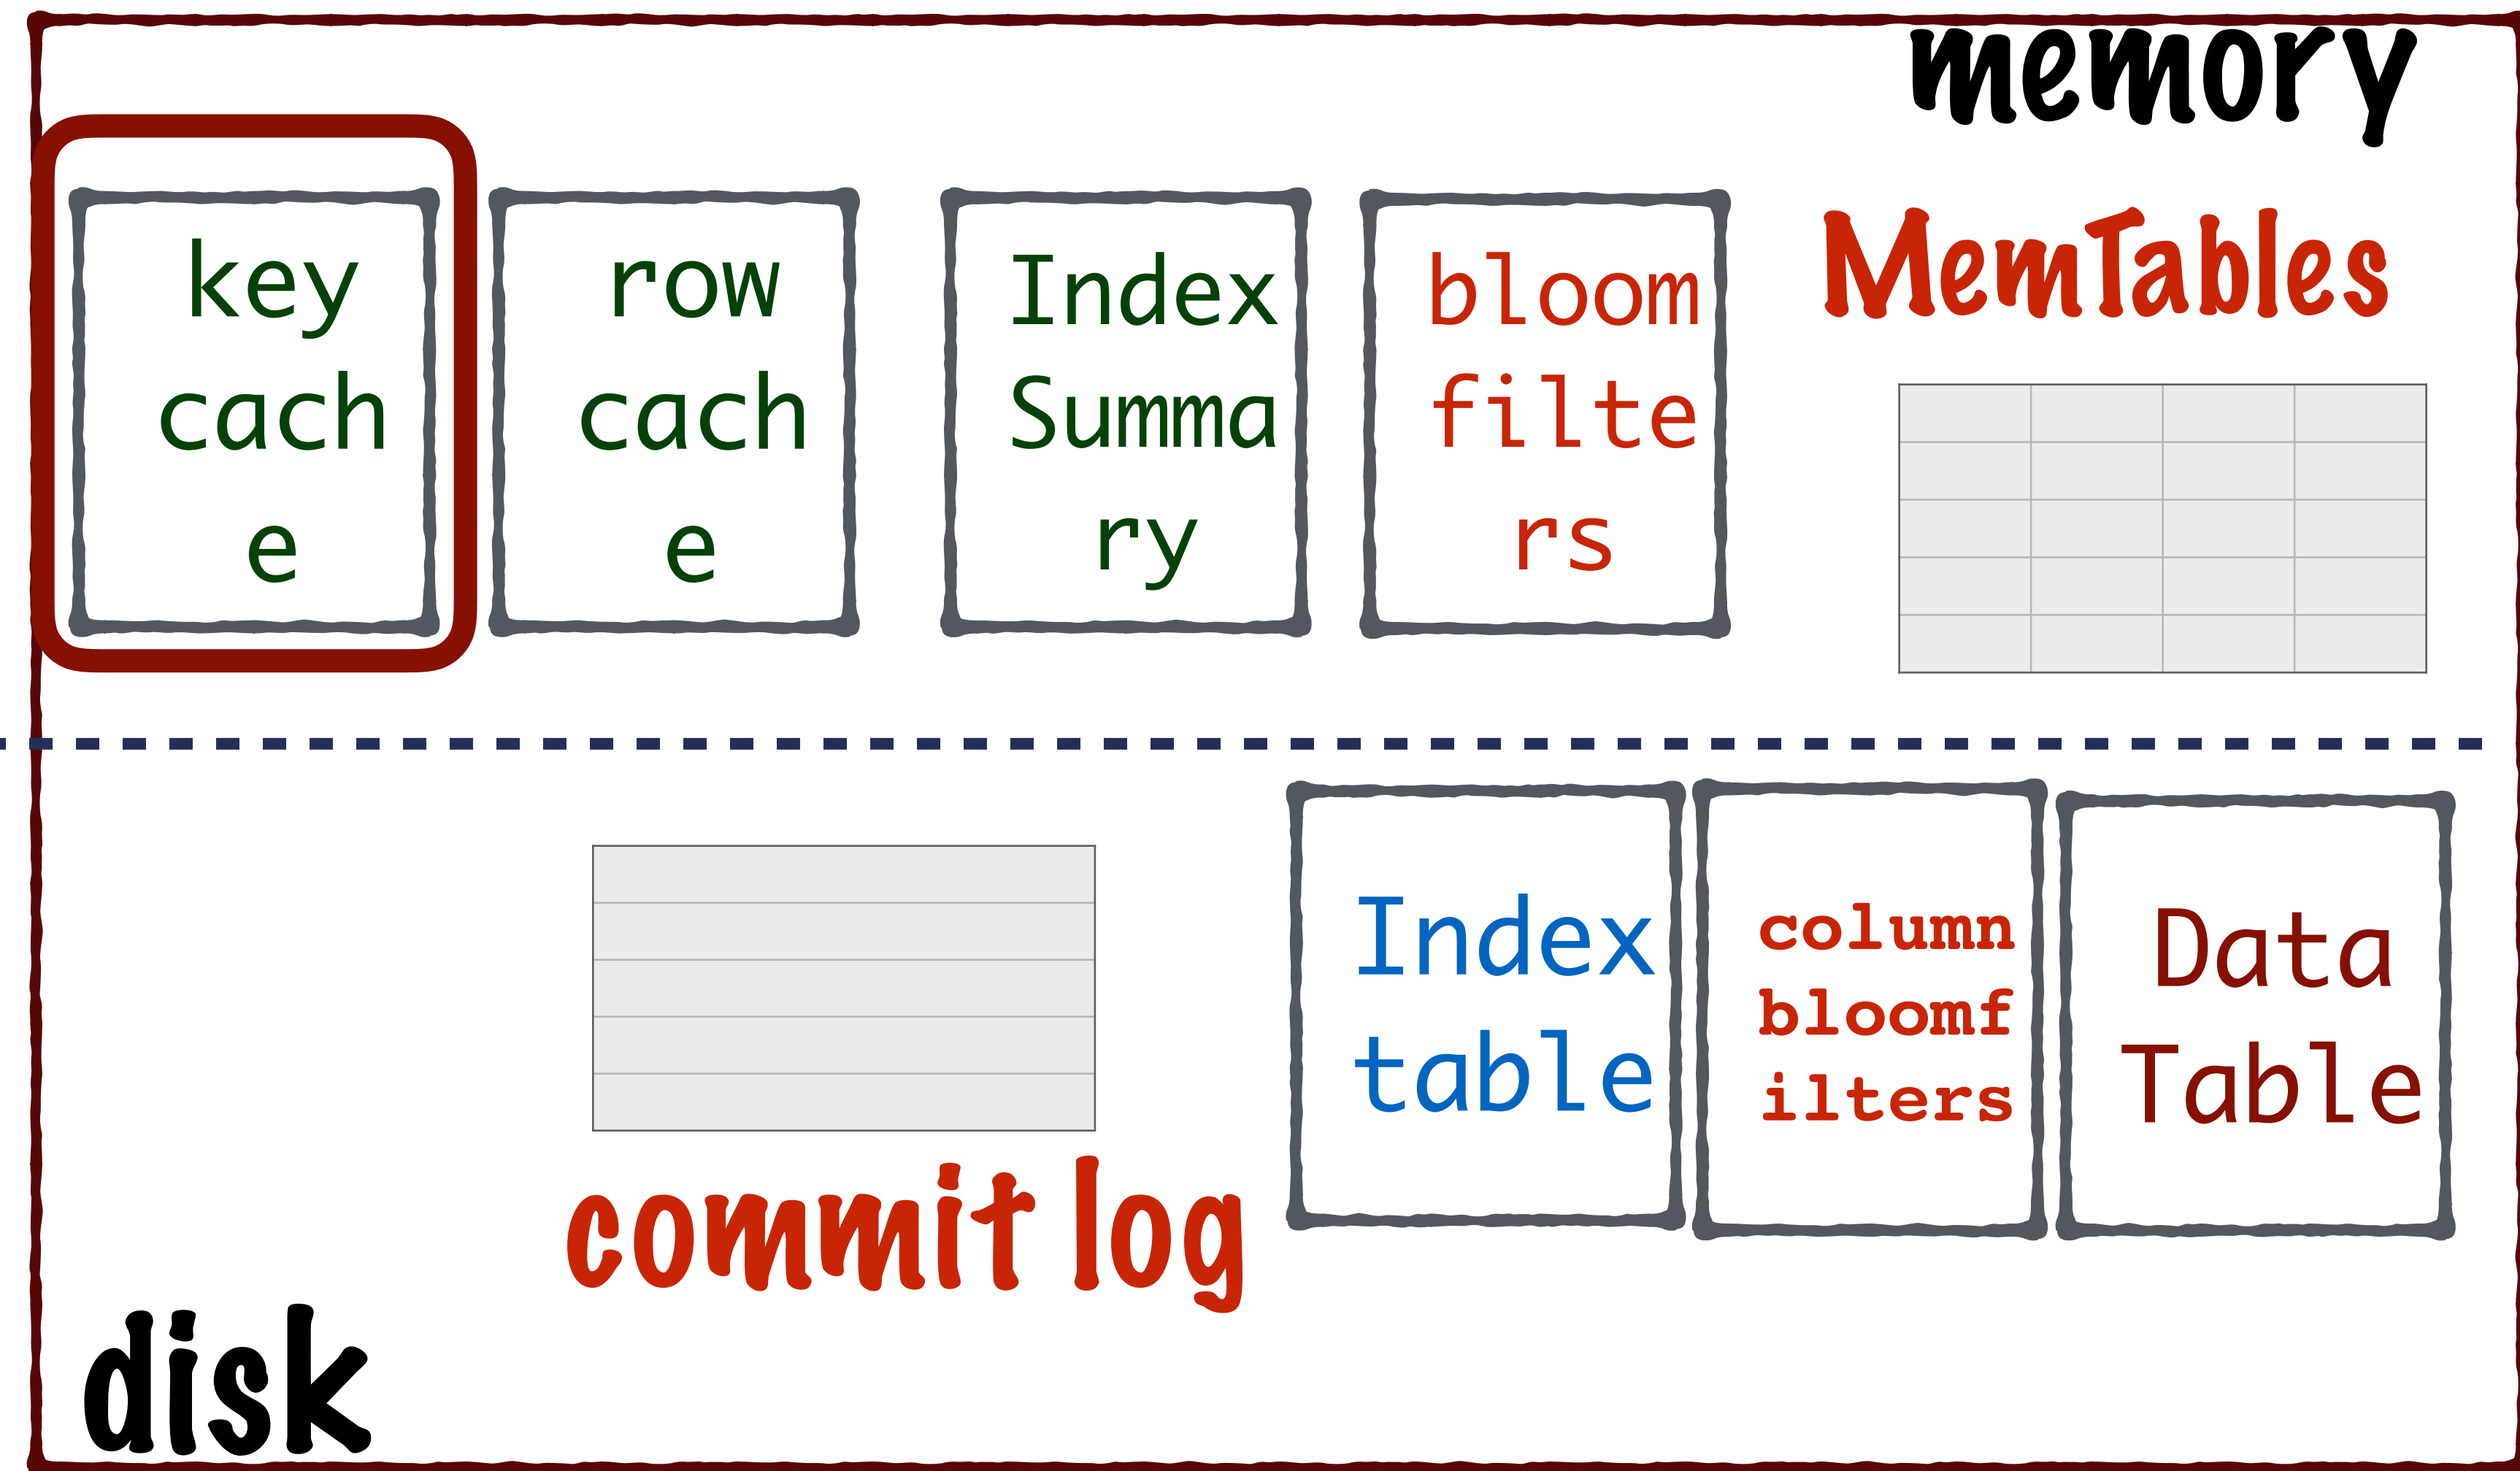 memory
key
cach
e
row
cach
e
Index
Summa
ry
bloom
filte
rs
MemTables
Index
table
column
bloomf
ilters
Data
Table
commit log
disk